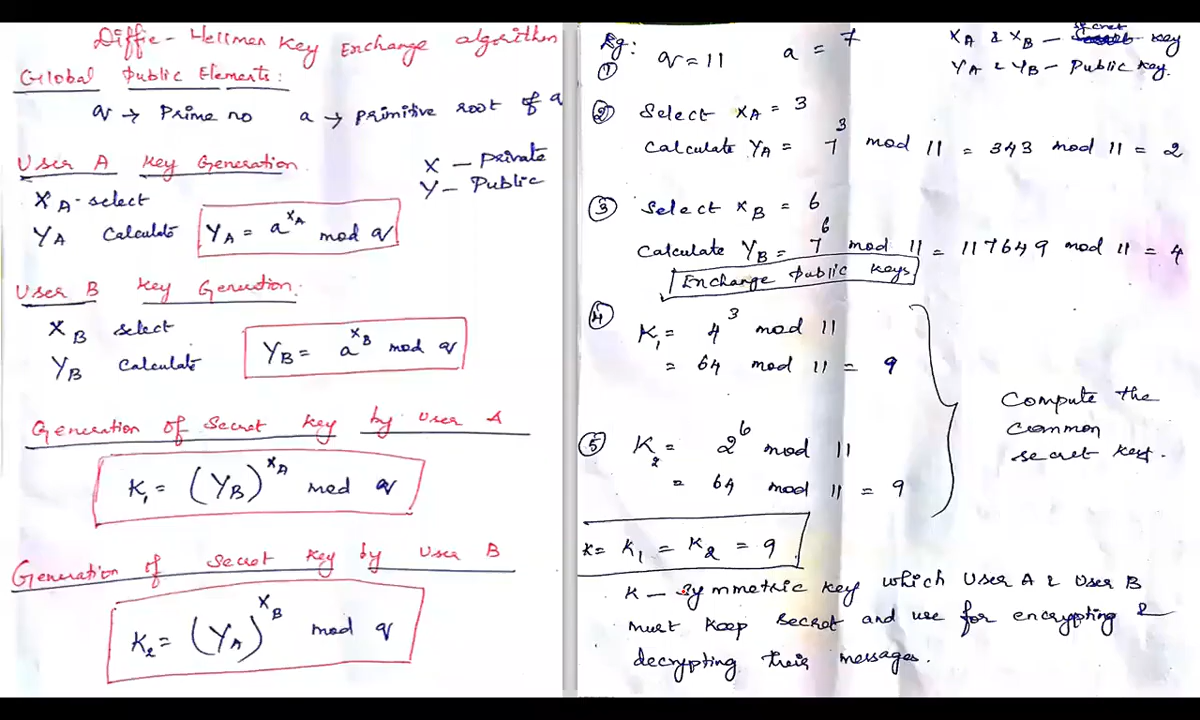 Diffie - Hellman Key Exchange algorithm
Global Public Elements:
q → Prime no a → primitive root of q
User A Key Generation
X — Private
Y — Public
XA - select
YA calculate YA = a^XA mod q
User B Key Generation:
XB select
YB calculate YB = a^XB mod q
Generation of Secret Key by User A
K1 = (YB)^XA mod q
Generation of Secret Key by User B
K2 = (YA)^XB mod q
Eg:
① q = 11 a = 7
secret
XA & XB — key
YA & YB — Public Key.
② Select XA = 3
Calculate YA = 7^3 mod 11 = 343 mod 11 = 2
③ Select XB = 6
Calculate YB = 7^6 mod 11 = 117649 mod 11 = 4
Exchange public keys
④ K1 = 4^3 mod 11
= 64 mod 11 = 9
⑤ K2 = 2^6 mod 11
= 64 mod 11 = 9
Compute the
common
secret key.
K = K1 = K2 = 9
K — symmetric key which User A & User B
must keep secret and use for encrypting &
decrypting their messages.